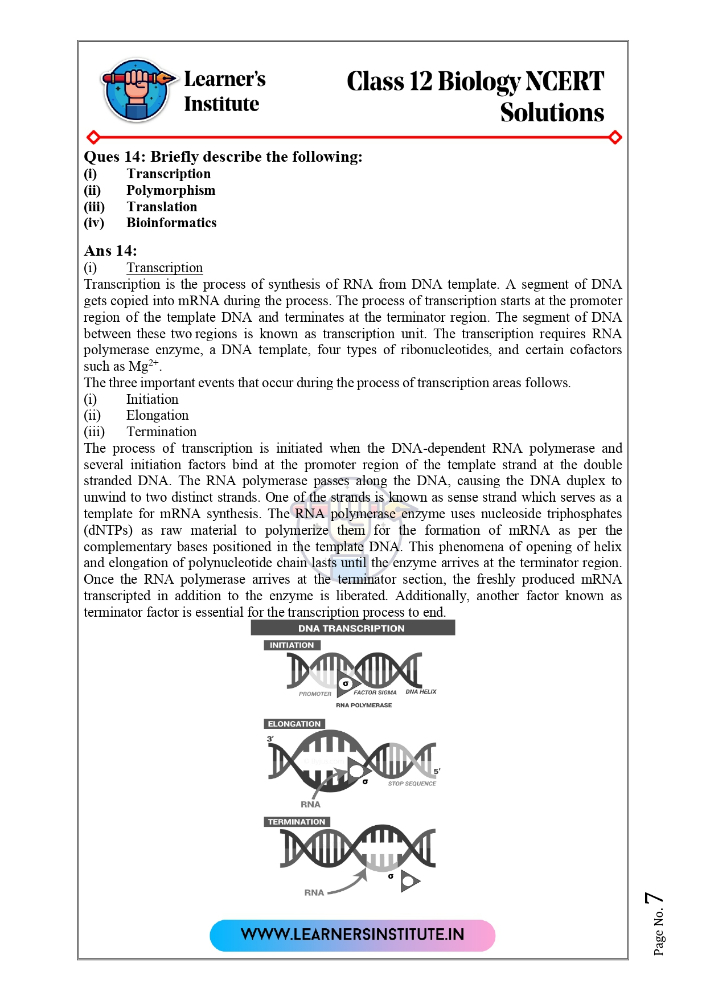 Learner's
Institute
Class 12 Biology NCERT
Solutions
Ques 14: Briefly describe the following:
(i) Transcription
(ii) Polymorphism
(iii) Translation
(iv) Bioinformatics
Ans 14:
(i) Transcription
Transcription is the process of synthesis of RNA from DNA template. A segment of DNA
gets copied into mRNA during the process. The process of transcription starts at the promoter
region of the template DNA and terminates at the terminator region. The segment of DNA
between these two regions is known as transcription unit. The transcription requires RNA
polymerase enzyme, a DNA template, four types of ribonucleotides, and certain cofactors
such as Mg²⁺.
The three important events that occur during the process of transcription areas follows.
(i) Initiation
(ii) Elongation
(iii) Termination
The process of transcription is initiated when the DNA-dependent RNA polymerase and
several initiation factors bind at the promoter region of the template strand at the double
stranded DNA. The RNA polymerase passes along the DNA, causing the DNA duplex to
unwind to two distinct strands. One of the strands is known as sense strand which serves as a
template for mRNA synthesis. The RNA polymerase enzyme uses nucleoside triphosphates
(dNTPs) as raw material to polymerize them for the formation of mRNA as per the
complementary bases positioned in the template DNA. This phenomena of opening of helix
and elongation of polynucleotide chain lasts until the enzyme arrives at the terminator region.
Once the RNA polymerase arrives at the terminator section, the freshly produced mRNA
transcripted in addition to the enzyme is liberated. Additionally, another factor known as
terminator factor is essential for the transcription process to end.
DNA TRANSCRIPTION
INITIATION
σ
PROMOTER FACTOR SIGMA DNA HELIX
RNA POLYMERASE
ELONGATION
3'
5'
σ
STOP SEQUENCE
RNA
TERMINATION
σ
RNA
WWW.LEARNERSINSTITUTE.IN
Page No. 7